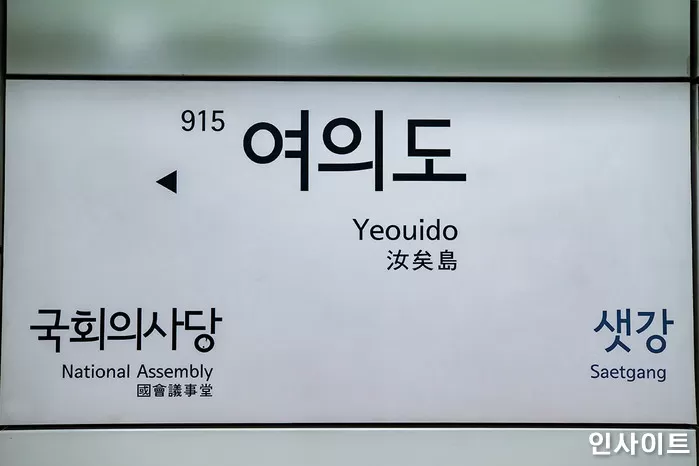 915
여의도
◀
Yeouido
汝矣島
국회의사당
National Assembly
國會議事堂
샛강
Saetgang
인사이트